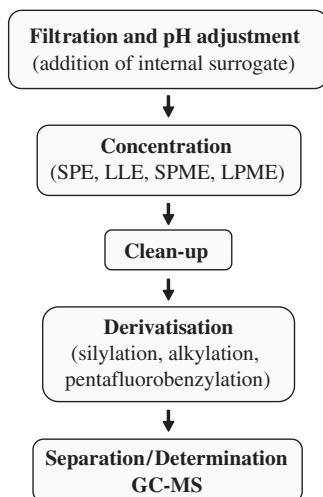 Filtration and pH adjustment
(addition of internal surrogate)
Concentration
(SPE, LLE, SPME, LPME)
Clean-up
Derivatisation
(silylation, alkylation,
pentafluorobenzylation)
Separation/Determination
GC-MS